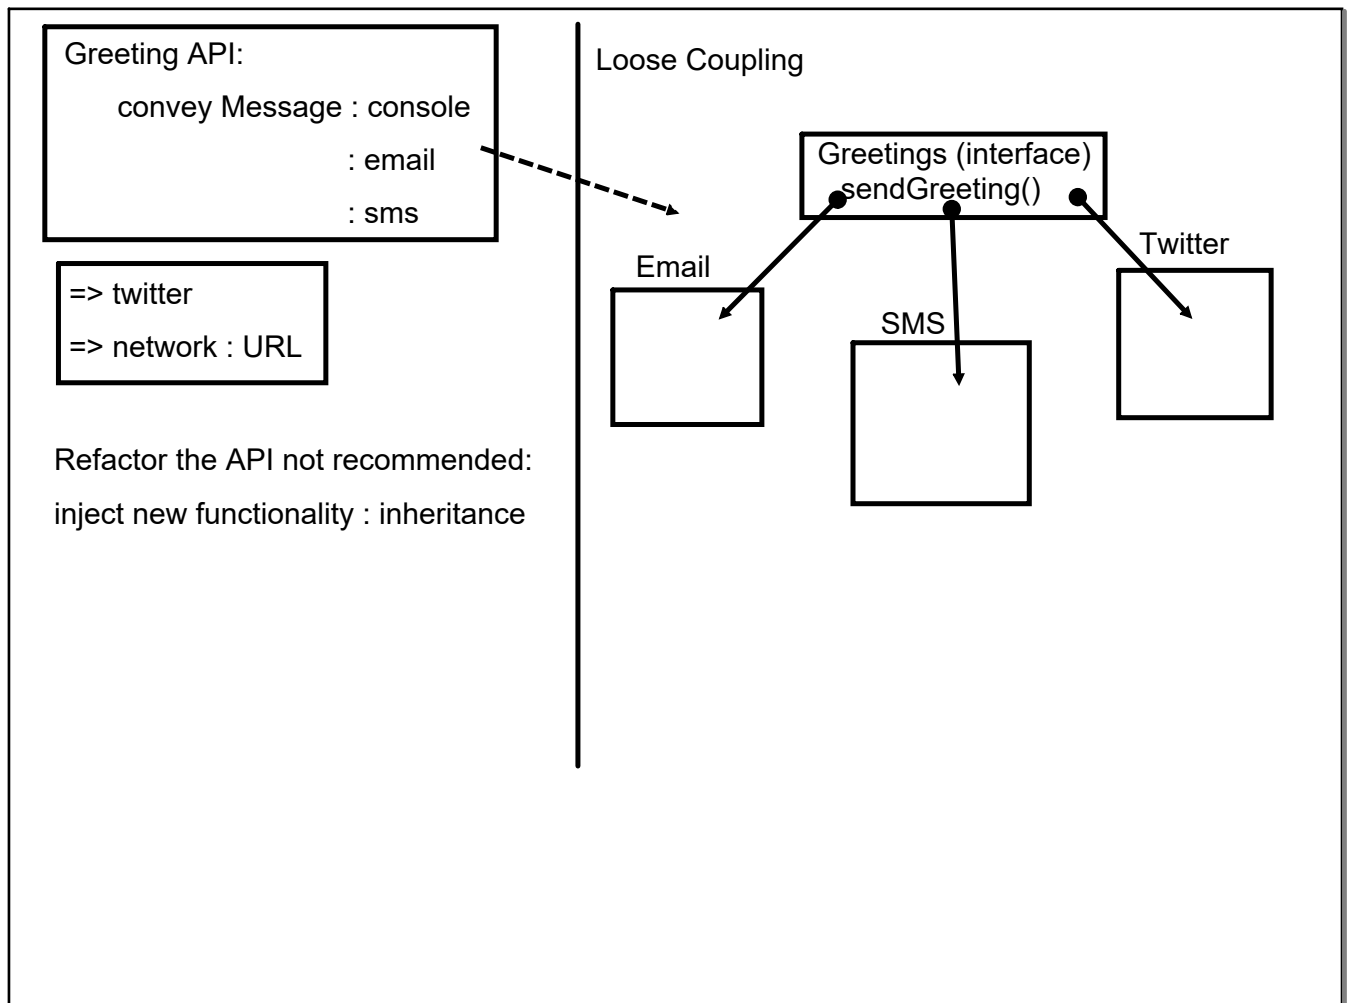 Greeting API:
convey Message : console
: email
: sms
=> twitter
=> network : URL
Refactor the API not recommended:
inject new functionality : inheritance
Loose Coupling
Greetings (interface)
sendGreeting()
Email
SMS
Twitter